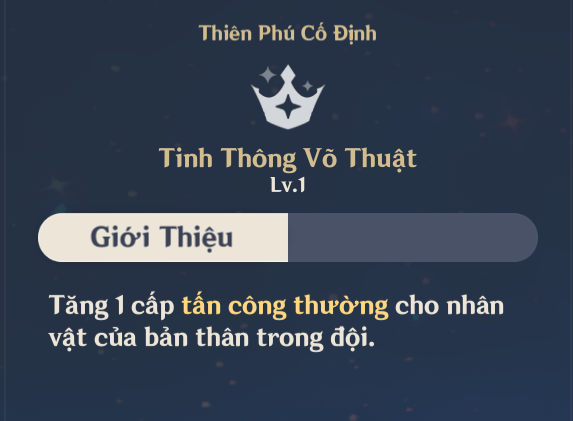 Thiên Phú Cố Định
Tinh Thông Võ Thuật
Lv.1
Giới Thiệu
Tăng 1 cấp tấn công thường cho nhân
vật của bản thân trong đội.